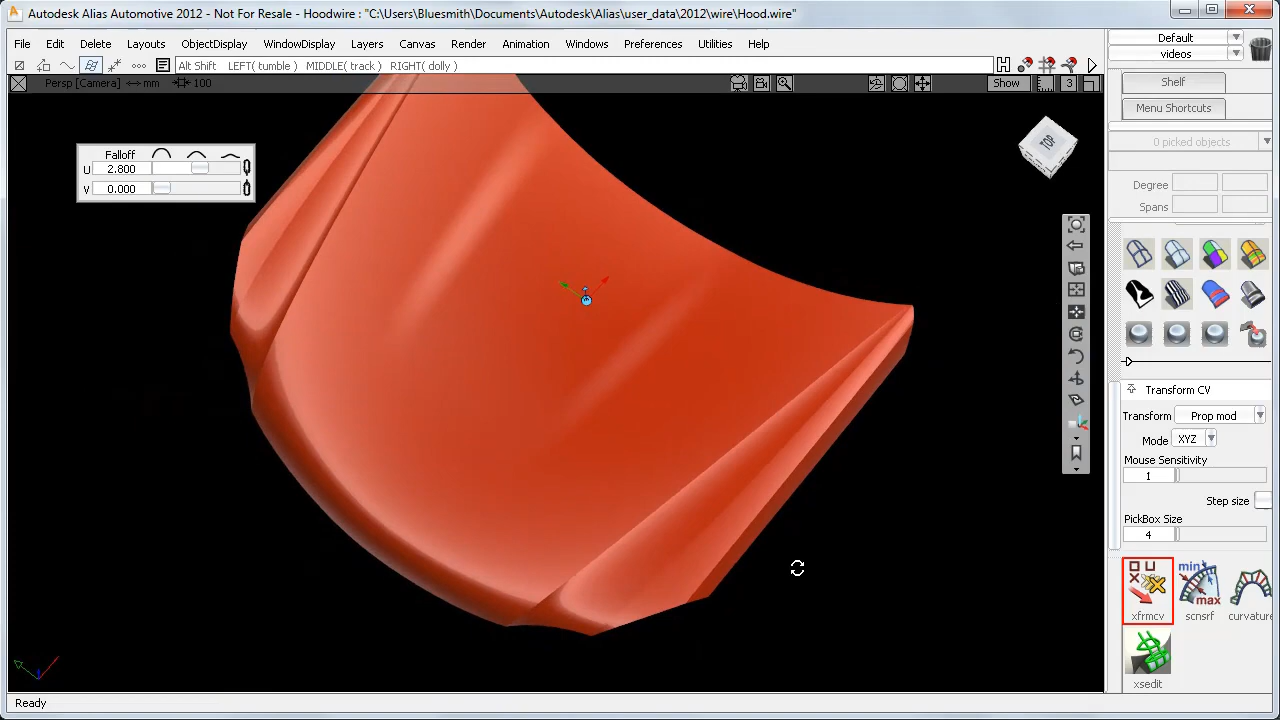 Autodesk Alias Automotive 2012 - Not For Resale - Hoodwire : "C:\Users\Bluesmith\Documents\Autodesk\Alias\user_data\2012\wire\Hood.wire"
File Edit Delete Layouts ObjectDisplay WindowDisplay Layers Canvas Render Animation Windows Preferences Utilities Help
Alt Shift LEFT( tumble ) MIDDLE( track ) RIGHT( dolly )
Persp [Camera] mm 100
Show
3
Default
videos
Shelf
Menu Shortcuts
0 picked objects
Degree
Spans
Falloff
U 2.800
V 0.000
TOP
Transform CV
Transform Prop mod
Mode XYZ
Mouse Sensitivity
1
Step size
PickBox Size
4
min
max
xfrmcv scnsrf curvature
xsedit
Ready